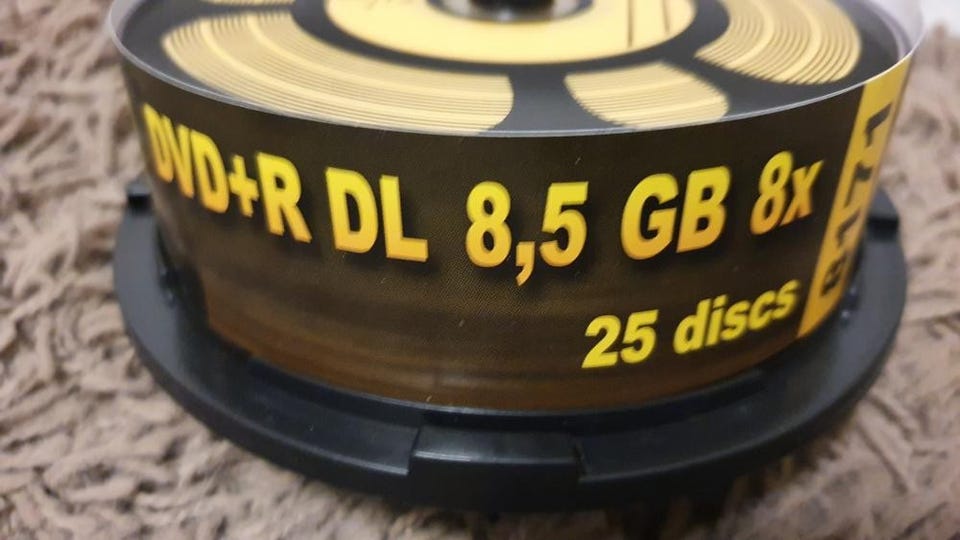 DVD+R DL 8,5 GB 8x
25 discs